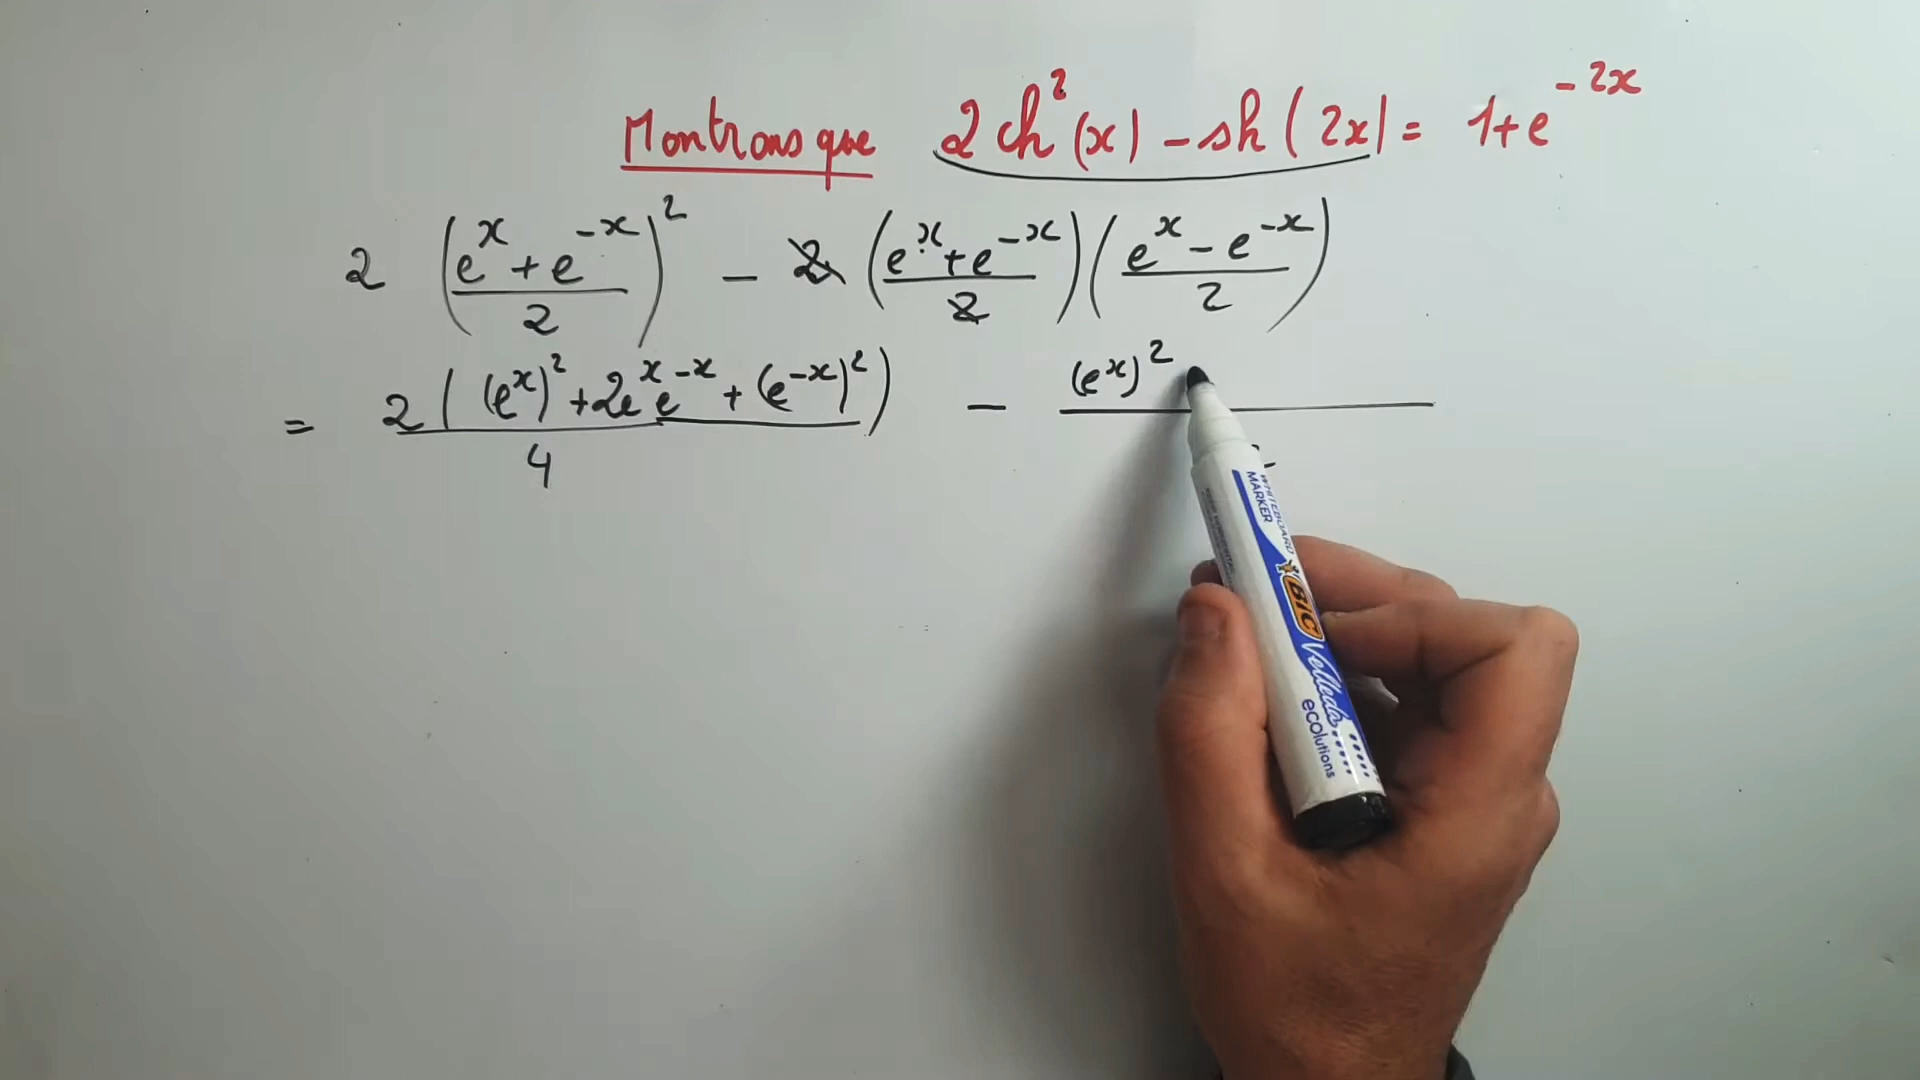 Montrons que 2ch²(x) - sh(2x) = 1+e^-2x
2 ((e^x + e^-x)/2)² - 2 ((e^x + e^-x)/2) ((e^x - e^-x)/2)
= 2((e^x)² + 2e^x e^-x + (e^-x)²)/4 - (e^x)²
WHITEBOARD
MARKER
BIC
Velleda
ecolutions